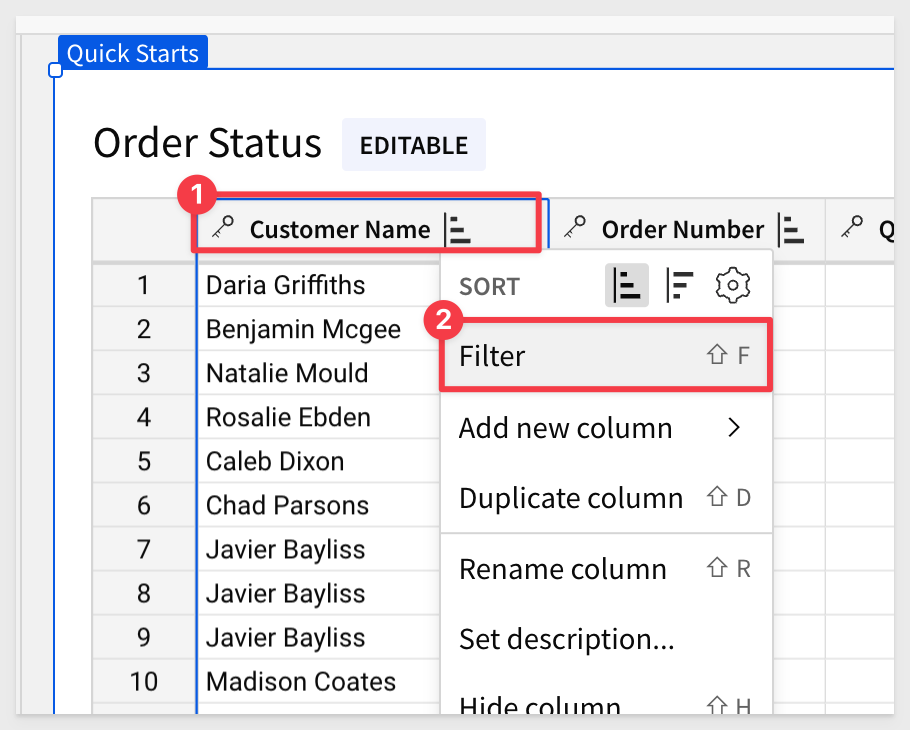 Quick Starts
Order Status EDITABLE
1
Customer Name Order Number Q
1 Daria Griffiths
2 Benjamin Mcgee
3 Natalie Mould
4 Rosalie Ebden
5 Caleb Dixon
6 Chad Parsons
7 Javier Bayliss
8 Javier Bayliss
9 Javier Bayliss
10 Madison Coates
SORT
2
Filter ⇧ F
Add new column >
Duplicate column ⇧ D
Rename column ⇧ R
Set description...
Hide column ⇧ H